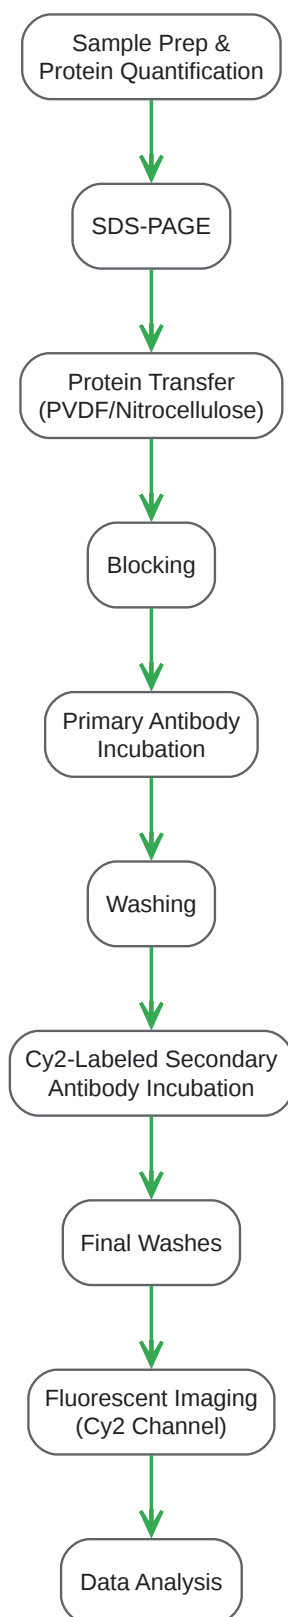 Sample Prep &
Protein Quantification
SDS-PAGE
Protein Transfer
(PVDF/Nitrocellulose)
Blocking
Primary Antibody
Incubation
Washing
Cy2-Labeled Secondary
Antibody Incubation
Final Washes
Fluorescent Imaging
(Cy2 Channel)
Data Analysis